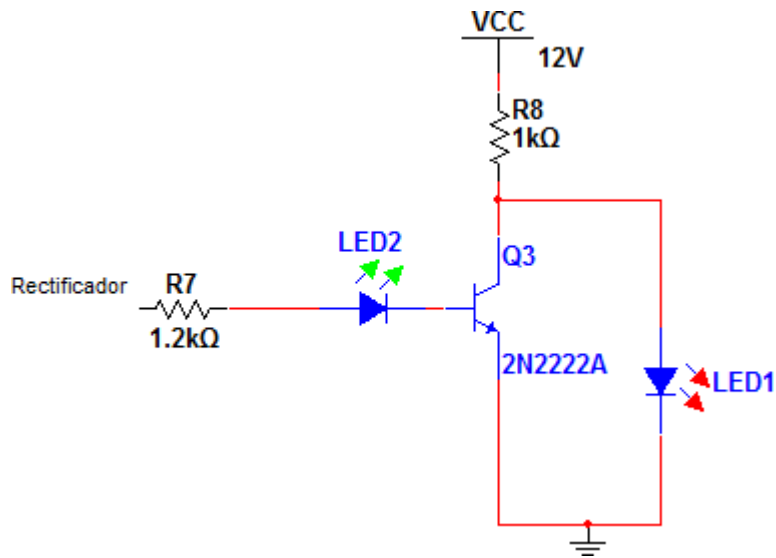 VCC
12V
R8
1kΩ
LED2
Q3
Rectificador
R7
1.2kΩ
2N2222A
LED1